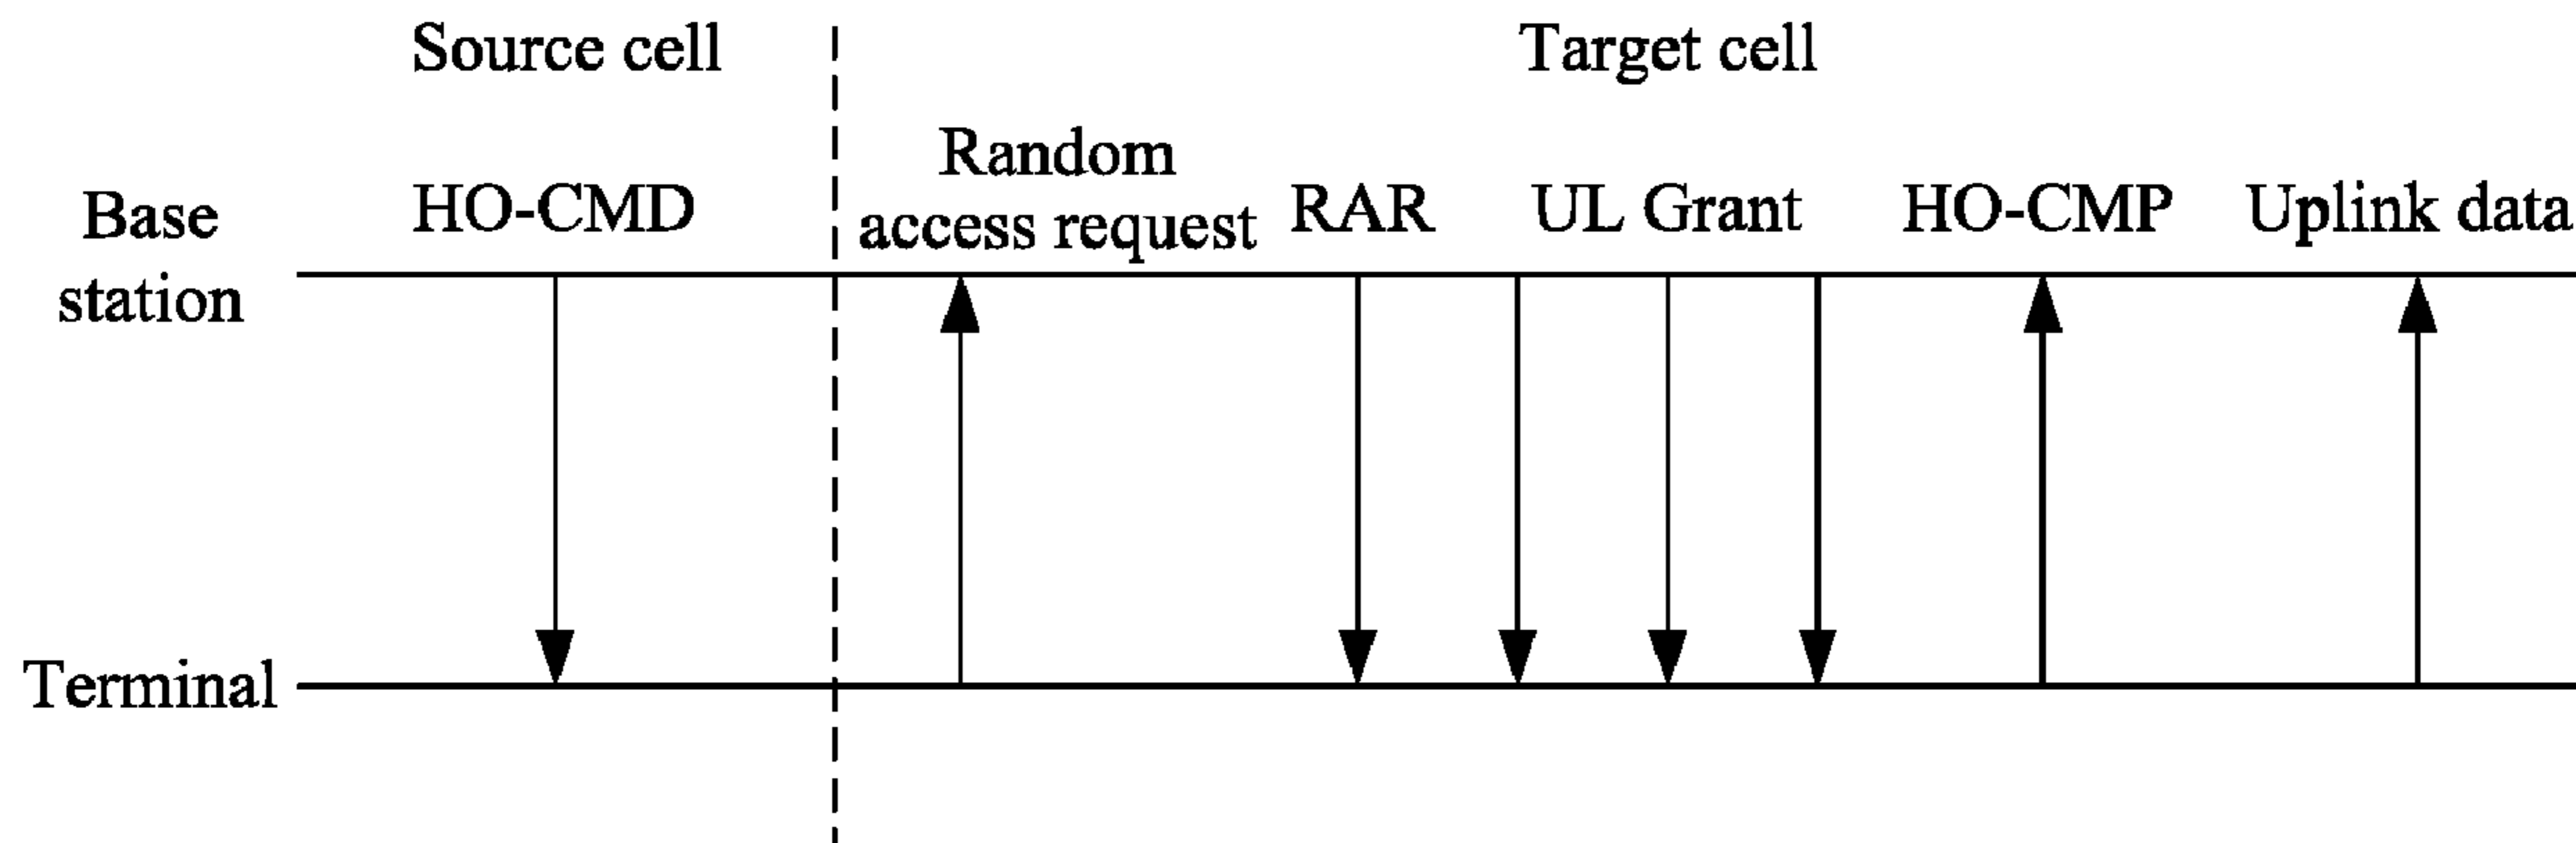 Source cell
Target cell
Base
station
HO-CMD
Random
access request
RAR
UL Grant
HO-CMP
Uplink data
Terminal